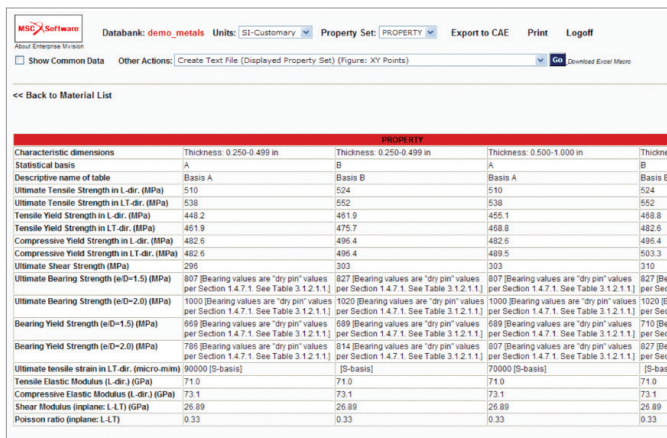 MSC Software
About Enterprise Mvision
Databank: demo_metals Units: SI-Customary Property Set: PROPERTY Export to CAE Print Logoff
Show Common Data Other Actions: Create Text File (Displayed Property Set) (Figure: XY Points) Go Download Excel Macro
<< Back to Material List
PROPERTY
Characteristic dimensions Thickness: 0.250-0.499 in Thickness: 0.250-0.499 in Thickness: 0.500-1.000 in Thickne
Statistical basis A B A B
Descriptive name of table Basis A Basis B Basis A Basis B
Ultimate Tensile Strength in L-dir. (MPa) 510 524 510 524
Ultimate Tensile Strength in LT-dir. (MPa) 538 552 538 552
Tensile Yield Strength in L-dir. (MPa) 448.2 461.9 455.1 468.8
Tensile Yield Strength in LT-dir. (MPa) 461.9 475.7 468.8 482.6
Compressive Yield Strength in L-dir. (MPa) 482.6 496.4 482.6 496.4
Compressive Yield Strength in LT-dir. (MPa) 482.6 496.4 489.5 503.3
Ultimate Shear Strength (MPa) 296 303 303 310
Ultimate Bearing Strength (e/D=1.5) (MPa) 807 [Bearing values are "dry pin" values 827 [Bearing values are "dry pin" values 807 [Bearing values are "dry pin" values 827 [Be
per Section 1.4.7.1. See Table 3.1.2.1.1.] per Section 1.4.7.1. See Table 3.1.2.1.1.] per Section 1.4.7.1. See Table 3.1.2.1.1.] per Se
Ultimate Bearing Strength (e/D=2.0) (MPa) 1000 [Bearing values are "dry pin" values 1020 [Bearing values are "dry pin" values 1000 [Bearing values are "dry pin" values 1020 [B
per Section 1.4.7.1. See Table 3.1.2.1.1.] per Section 1.4.7.1. See Table 3.1.2.1.1.] per Section 1.4.7.1. See Table 3.1.2.1.1.] per Se
Bearing Yield Strength (e/D=1.5) (MPa) 669 [Bearing values are "dry pin" values 689 [Bearing values are "dry pin" values 689 [Bearing values are "dry pin" values 710 [Be
per Section 1.4.7.1. See Table 3.1.2.1.1.] per Section 1.4.7.1. See Table 3.1.2.1.1.] per Section 1.4.7.1. See Table 3.1.2.1.1.] per Se
Bearing Yield Strength (e/D=2.0) (MPa) 786 [Bearing values are "dry pin" values 814 [Bearing values are "dry pin" values 807 [Bearing values are "dry pin" values 827 [Be
per Section 1.4.7.1. See Table 3.1.2.1.1.] per Section 1.4.7.1. See Table 3.1.2.1.1.] per Section 1.4.7.1. See Table 3.1.2.1.1.] per Se
Ultimate tensile strain in LT-dir. (micro-m/m) 90000 [S-basis] [S-basis] 70000 [S-basis] [S-bas
Tensile Elastic Modulus (L-dir.) (GPa) 71.0 71.0 71.0 71.0
Compressive Elastic Modulus (L-dir.) (GPa) 73.1 73.1 73.1 73.1
Shear Modulus (inplane: L-LT) (GPa) 26.89 26.89 26.89 26.89
Poisson ratio (inplane: L-LT) 0.33 0.33 0.33 0.33